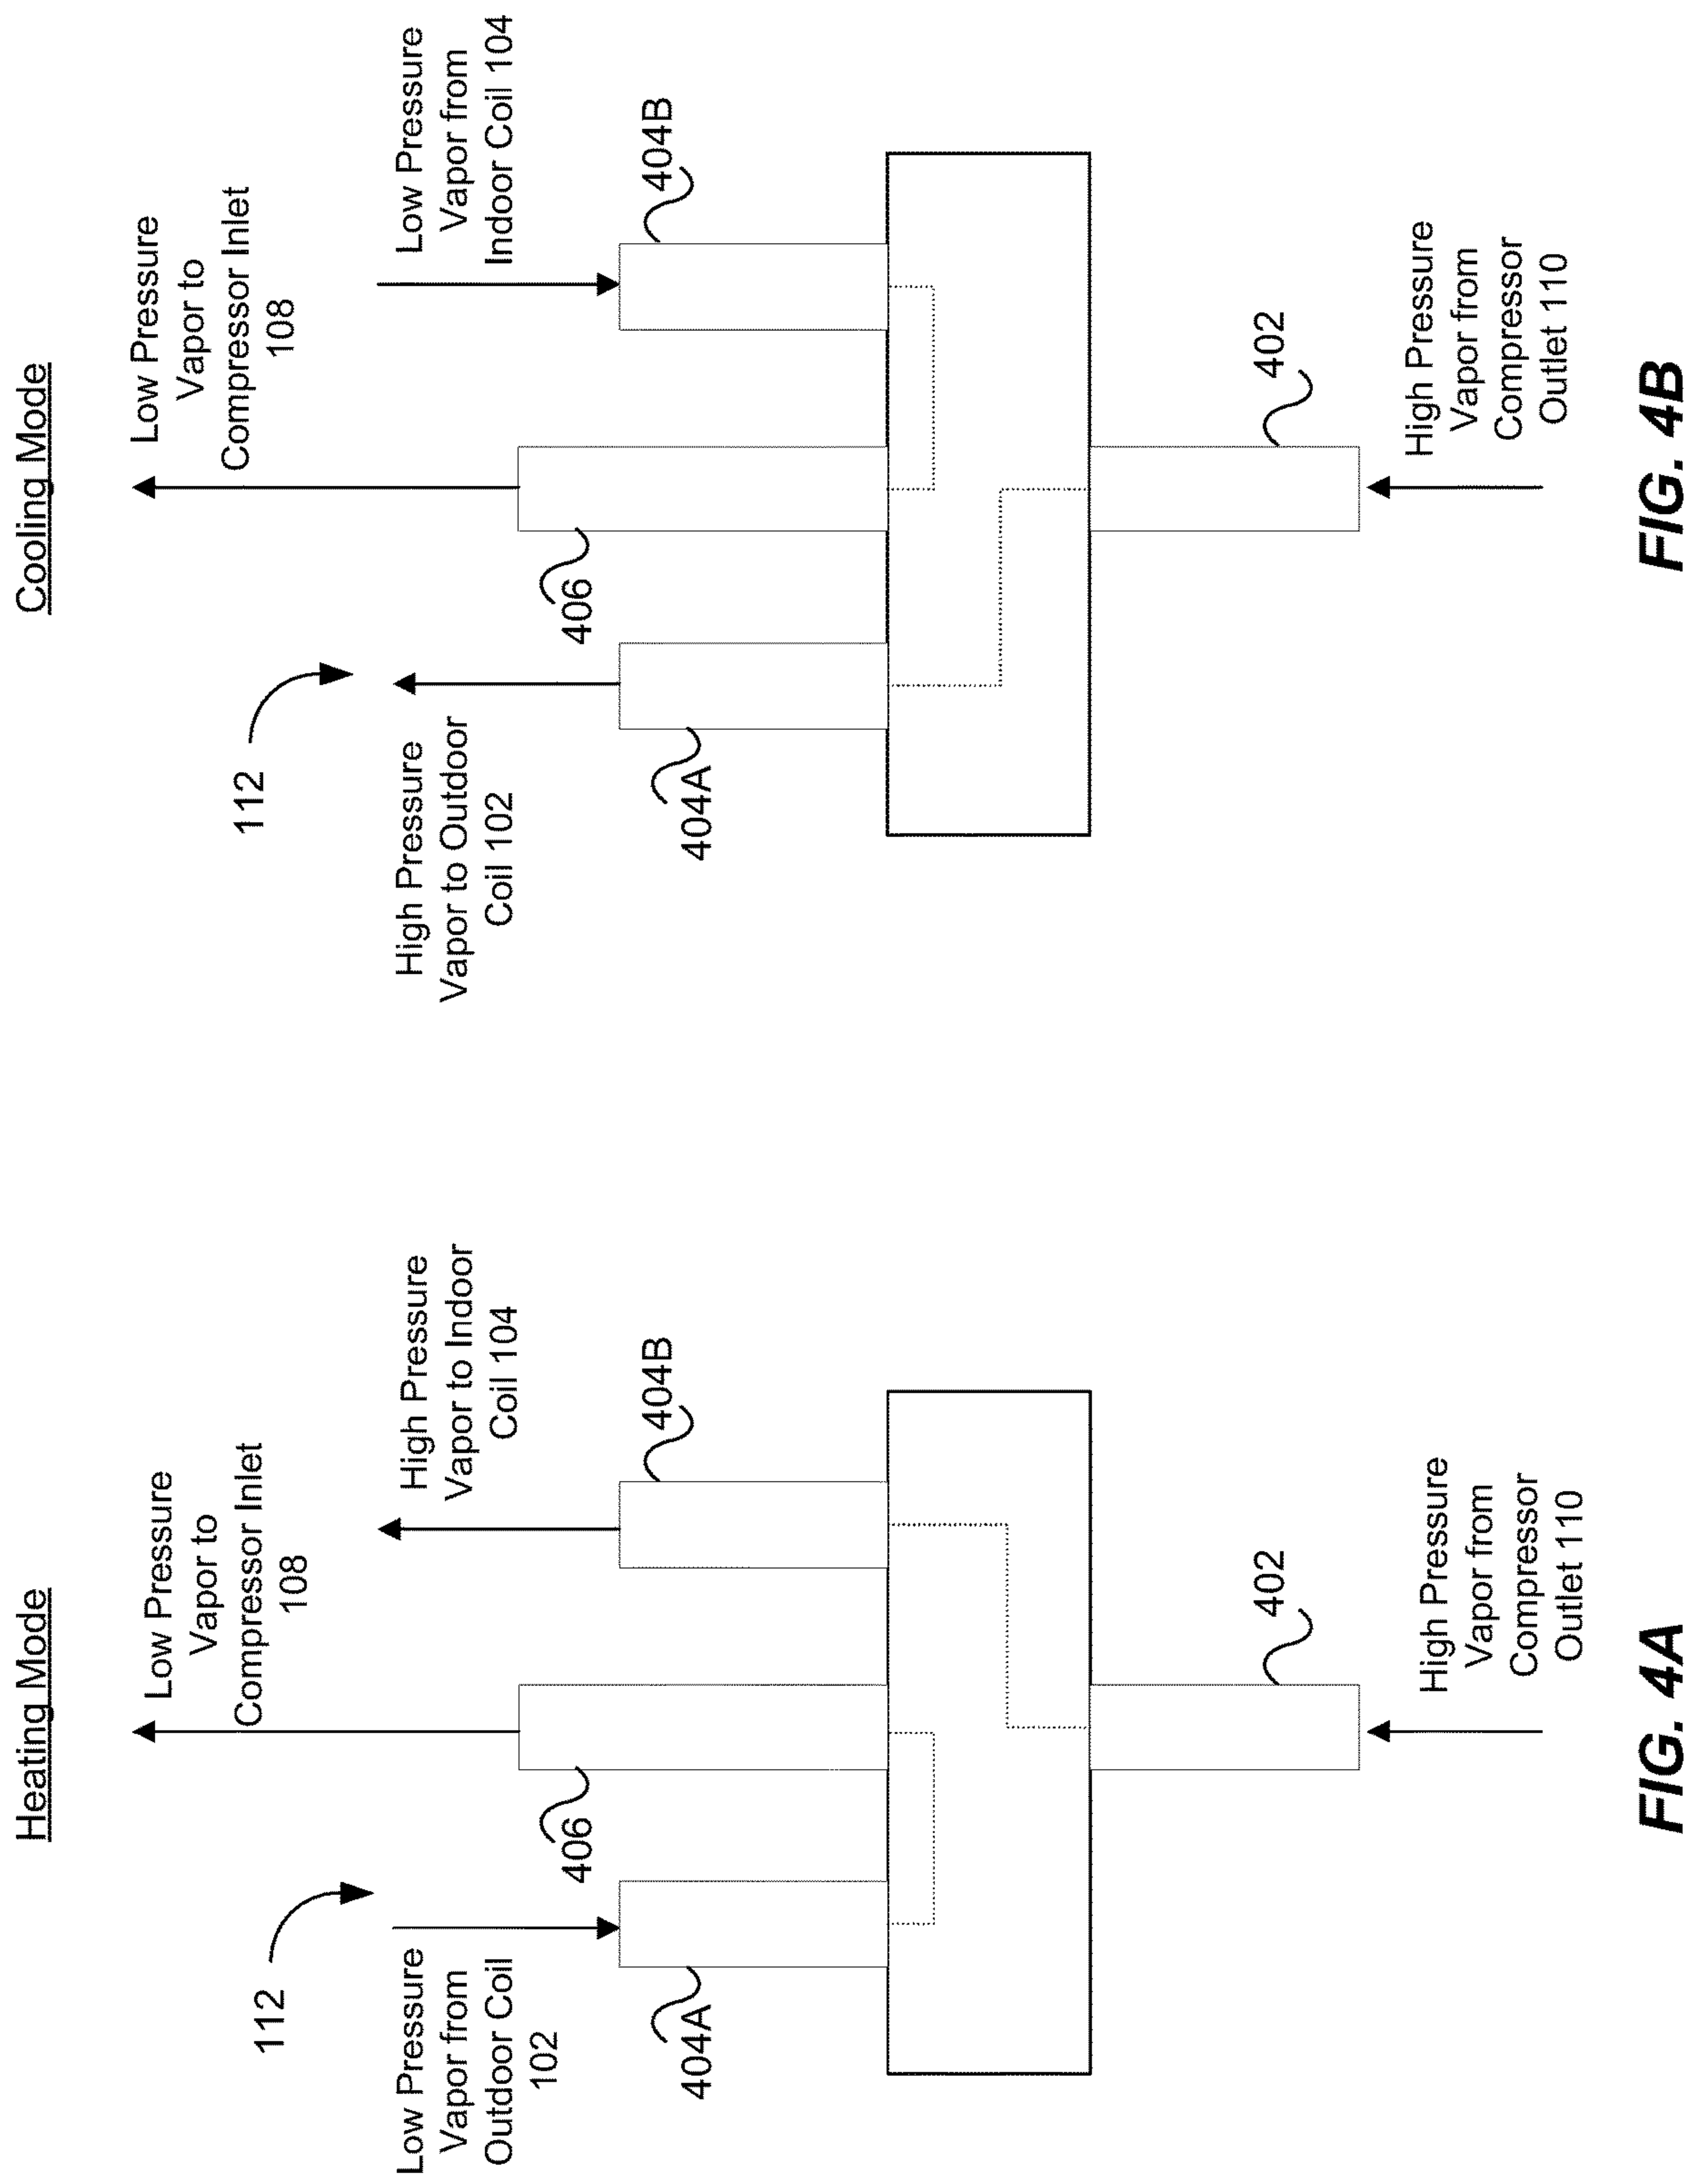 Heating Mode
Low Pressure
Vapor to
Compressor Inlet
108
112
Low Pressure
Vapor from
Outdoor Coil
102
High Pressure
Vapor to Indoor
Coil 104
404A
406
404B
402
High Pressure
Vapor from
Compressor
Outlet 110
FIG. 4A
Cooling Mode
Low Pressure
Vapor to
Compressor Inlet
108
112
High Pressure
Vapor to Outdoor
Coil 102
Low Pressure
Vapor from
Indoor Coil 104
404A
406
404B
402
High Pressure
Vapor from
Compressor
Outlet 110
FIG. 4B